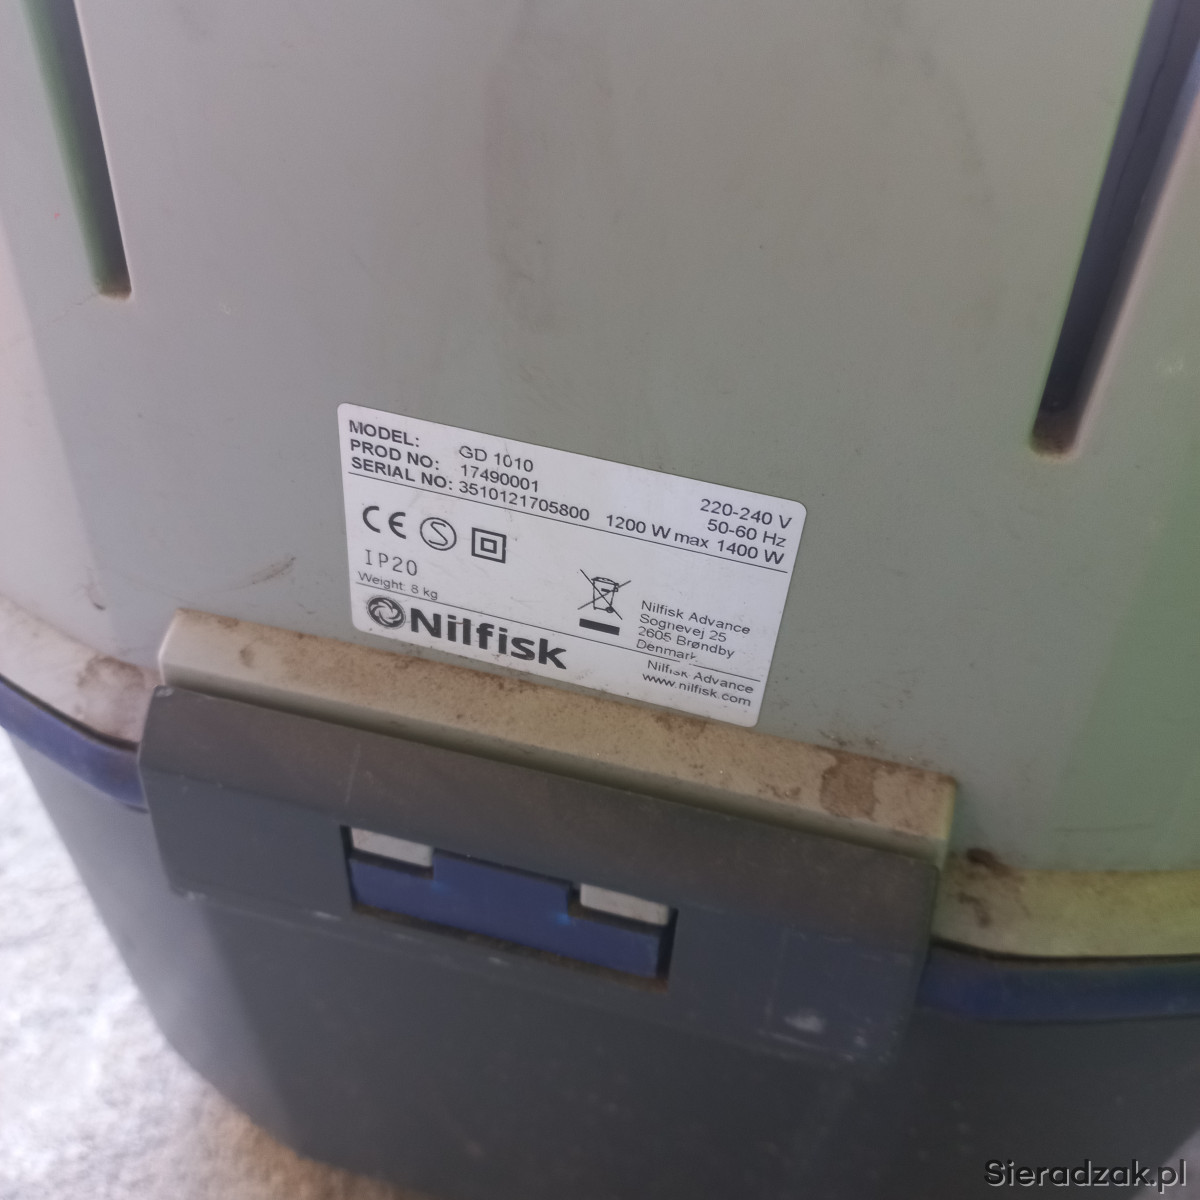 MODEL: GD 1010
PROD NO: 17490001 220-240 V
50-60 Hz
SERIAL NO: 3510121705800 1200 W max 1400 W
CE S
IP20
Weight: 8 kg
Nilfisk
Nilfisk Advance
Sognevej 25
2605 Brøndby
Denmark
Nilfisk Advance
www.nilfisk.com
Sieradzak.pl